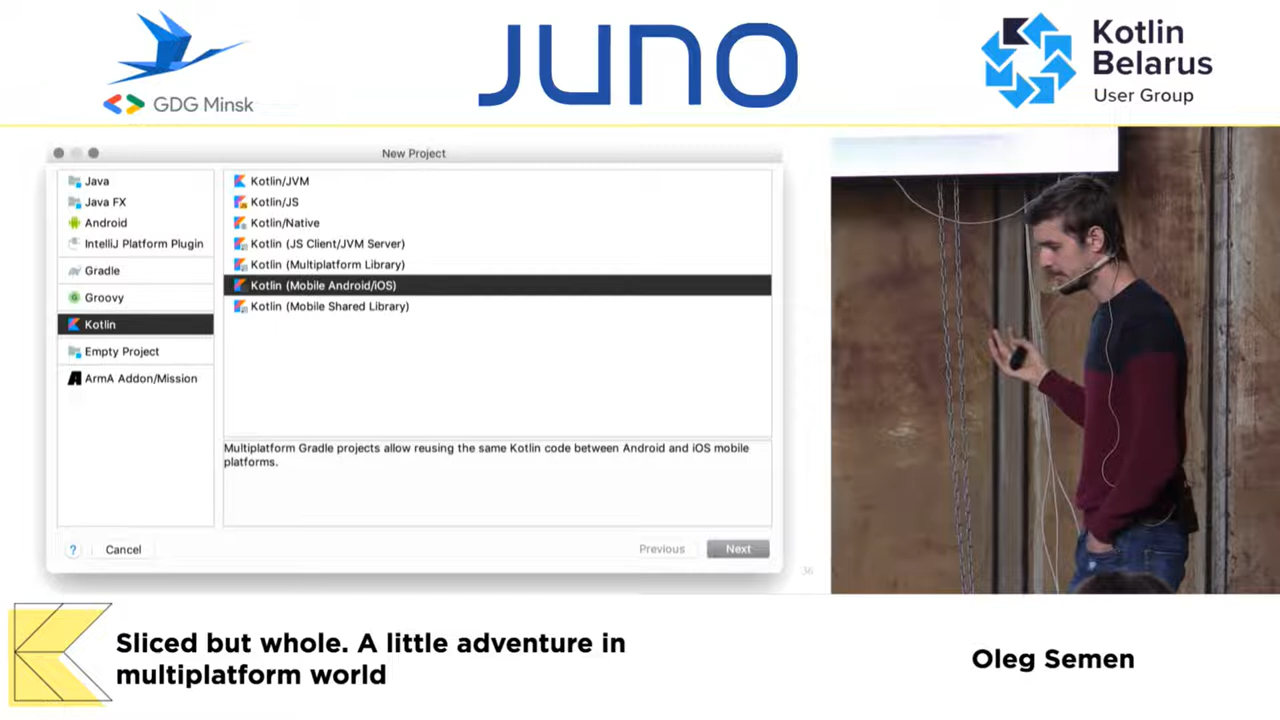 GDG Minsk
JUNO
Kotlin
Belarus
User Group
New Project
Java
Java FX
Android
IntelliJ Platform Plugin
Gradle
Groovy
Kotlin
Empty Project
ArmA Addon/Mission
Kotlin/JVM
Kotlin/JS
Kotlin/Native
Kotlin (JS Client/JVM Server)
Kotlin (Multiplatform Library)
Kotlin (Mobile Android/iOS)
Kotlin (Mobile Shared Library)
Multiplatform Gradle projects allow reusing the same Kotlin code between Android and iOS mobile
platforms.
?
Cancel
Previous
Next
36
Sliced but whole. A little adventure in
multiplatform world
Oleg Semen